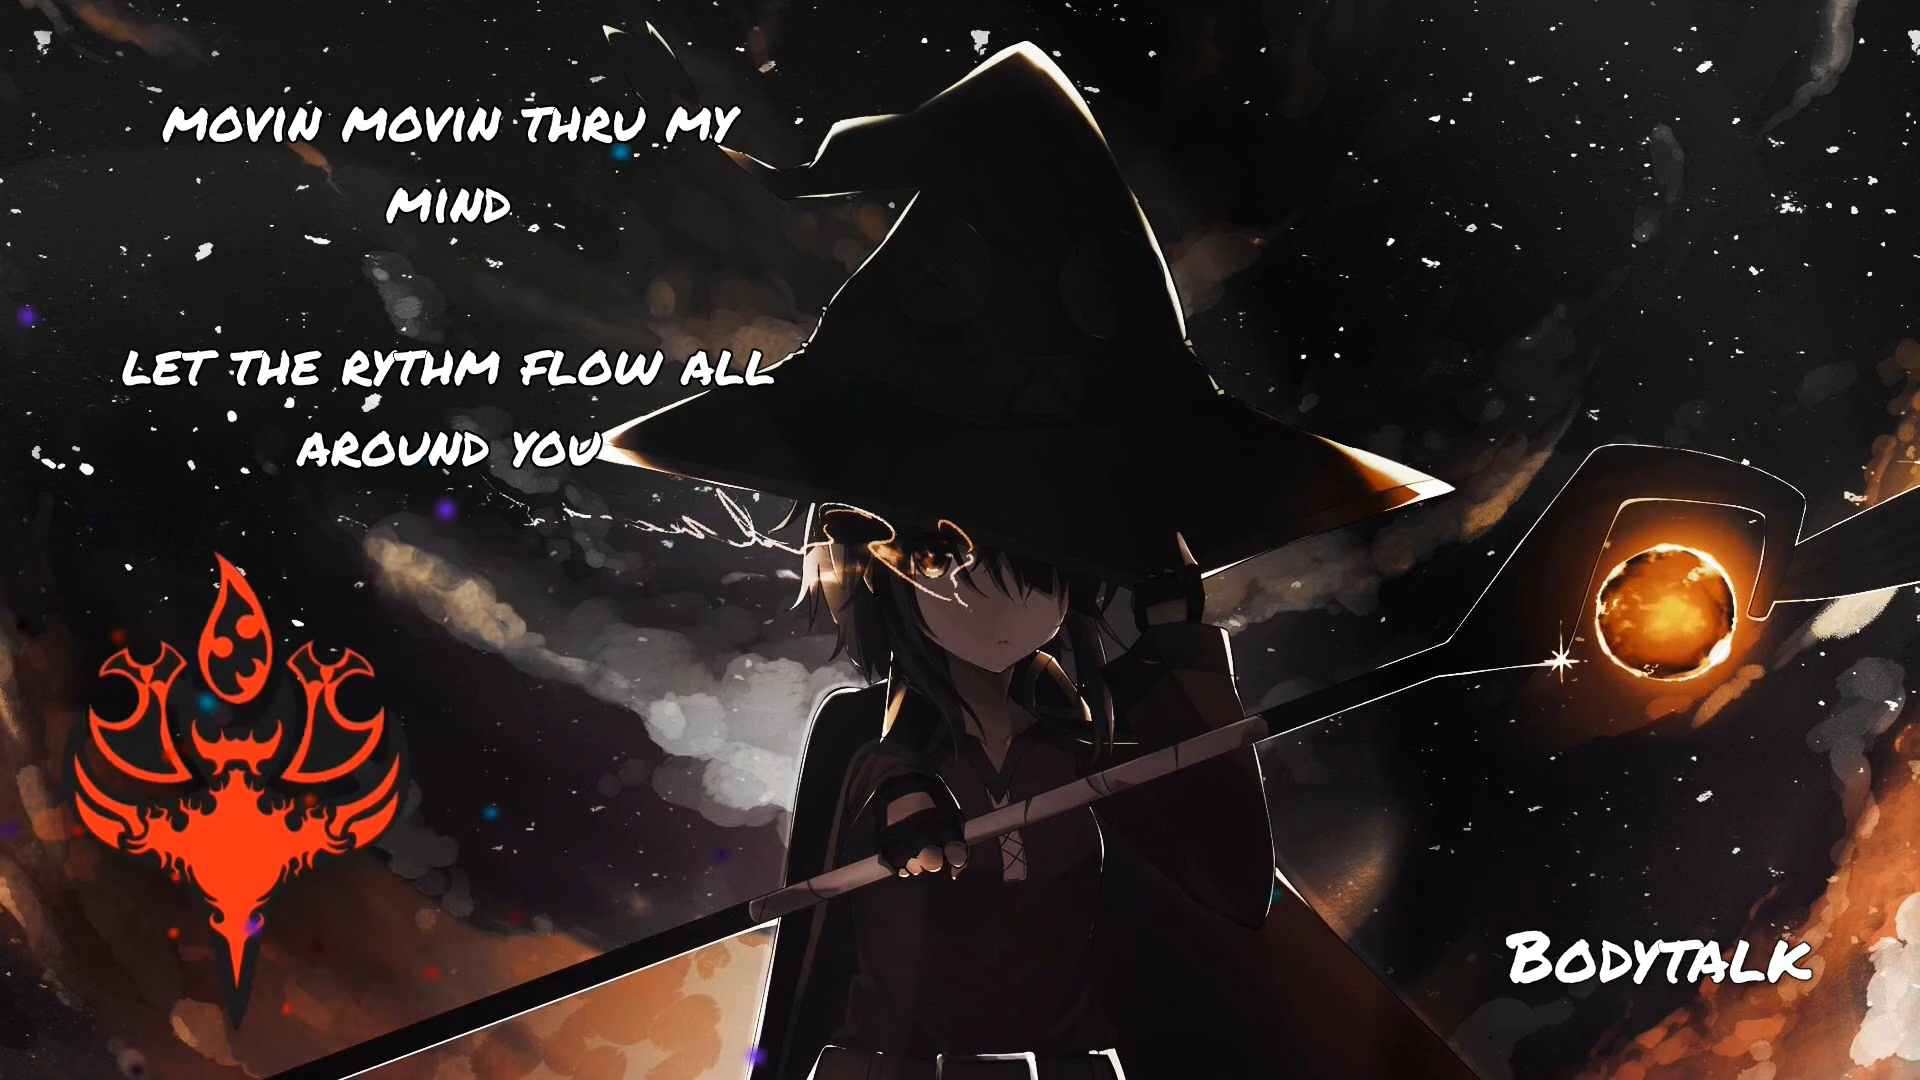 MOVIN MOVIN THRU MY
MIND
LET THE RYTHM FLOW ALL
AROUND YOU
BODYTALK